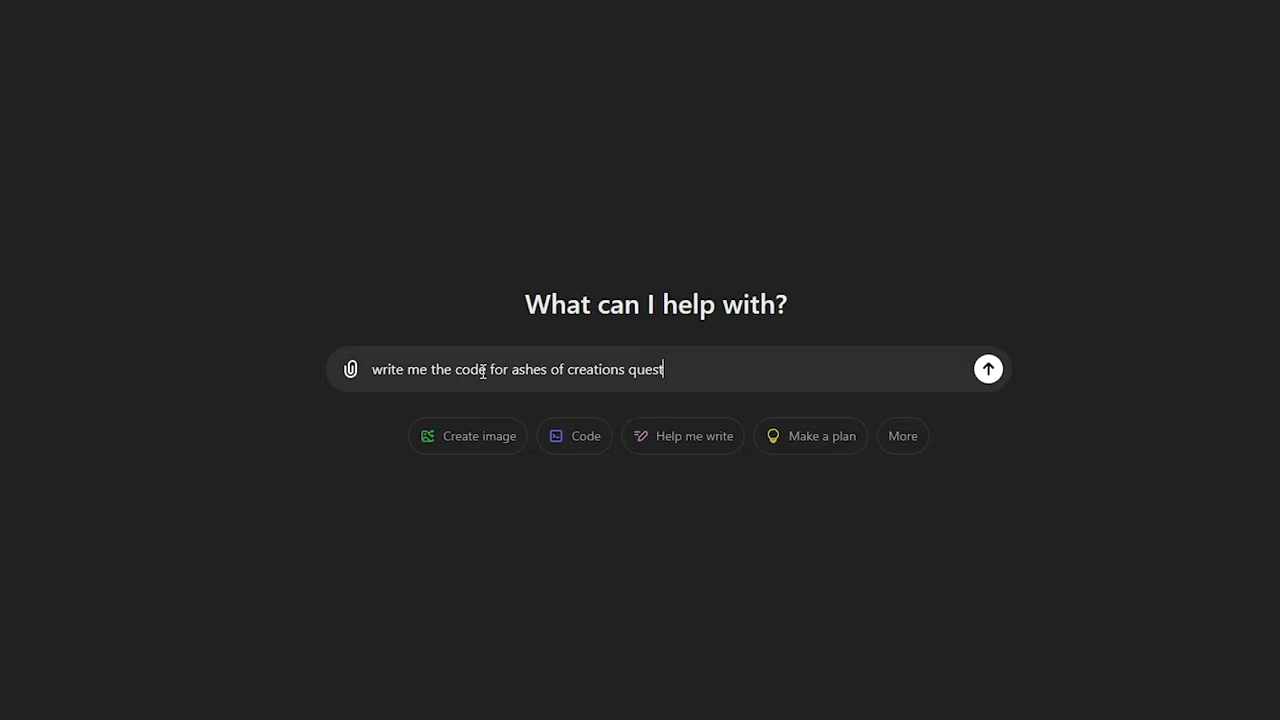 What can I help with?
write me the code for ashes of creations quest
Create image
Code
Help me write
Make a plan
More